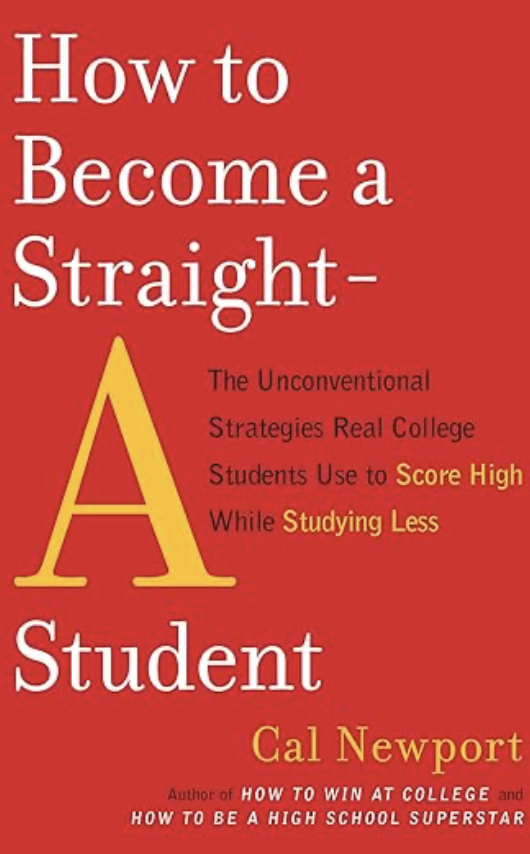 How to
Become a
Straight-
A
The Unconventional
Strategies Real College
Students Use to Score High
While Studying Less
Student
Cal Newport
Author of HOW TO WIN AT COLLEGE and
HOW TO BE A HIGH SCHOOL SUPERSTAR